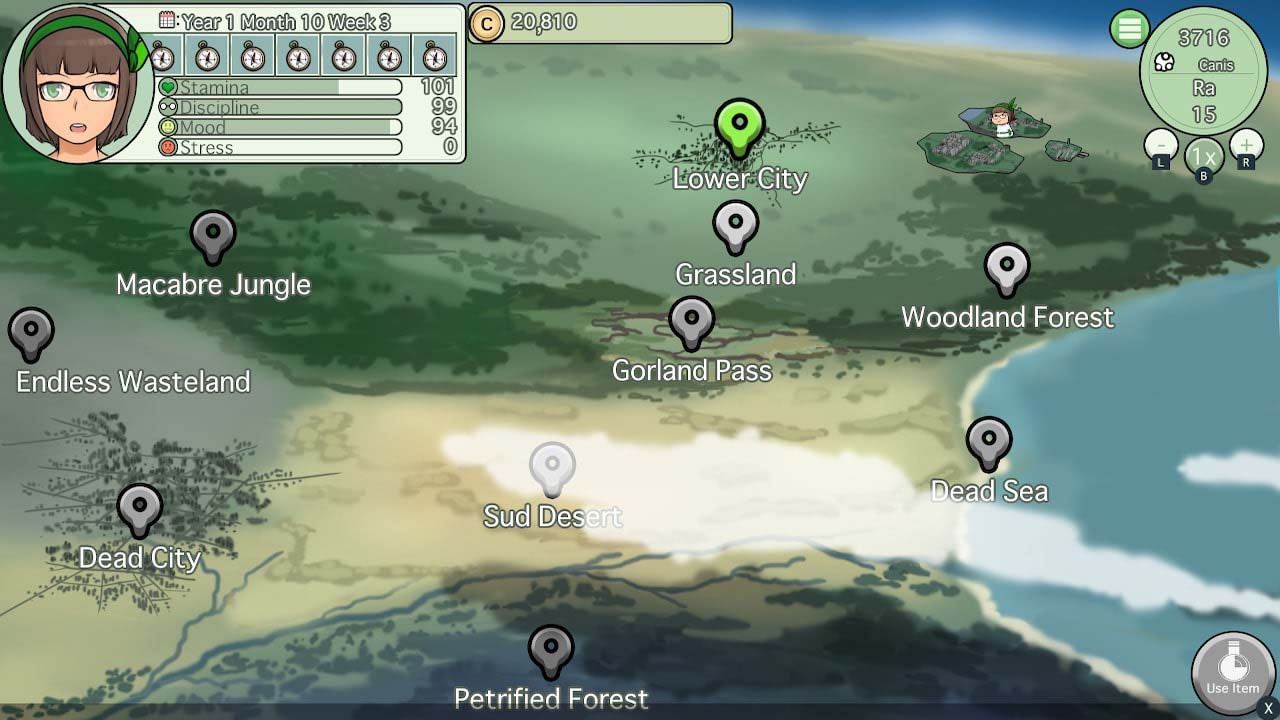 : Year 1 Month 10 Week 3
C 20,810
Stamina 101
Discipline 99
Mood 94
Stress 0
3716
Canis
Ra
15
- 1x +
L B R
Lower City
Macabre Jungle
Grassland
Woodland Forest
Gorland Pass
Endless Wasteland
Dead Sea
Sud Desert
Dead City
Petrified Forest
Use Item
X